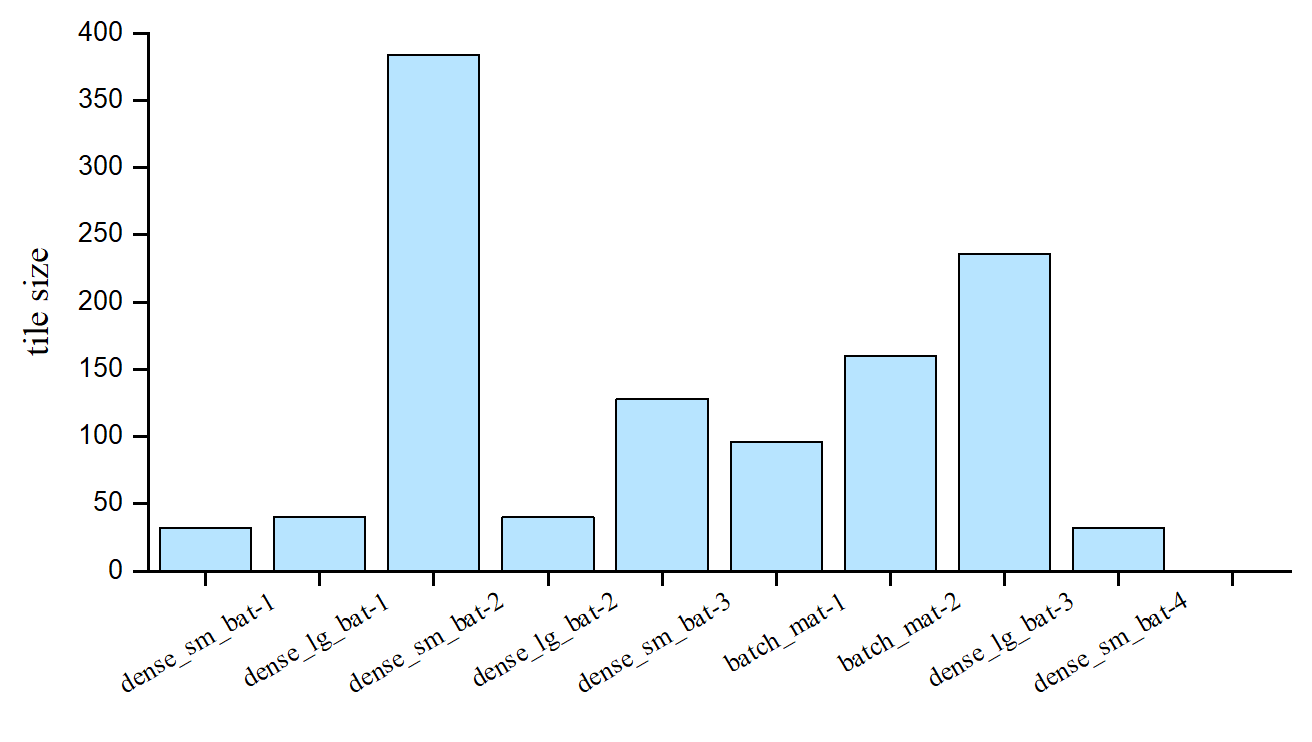 400
350
300
250
200
150
100
50
0
tile size
dense_sm_bat-1
dense_lg_bat-1
dense_sm_bat-2
dense_lg_bat-2
dense_sm_bat-3
batch_mat-1
batch_mat-2
dense_lg_bat-3
dense_sm_bat-4